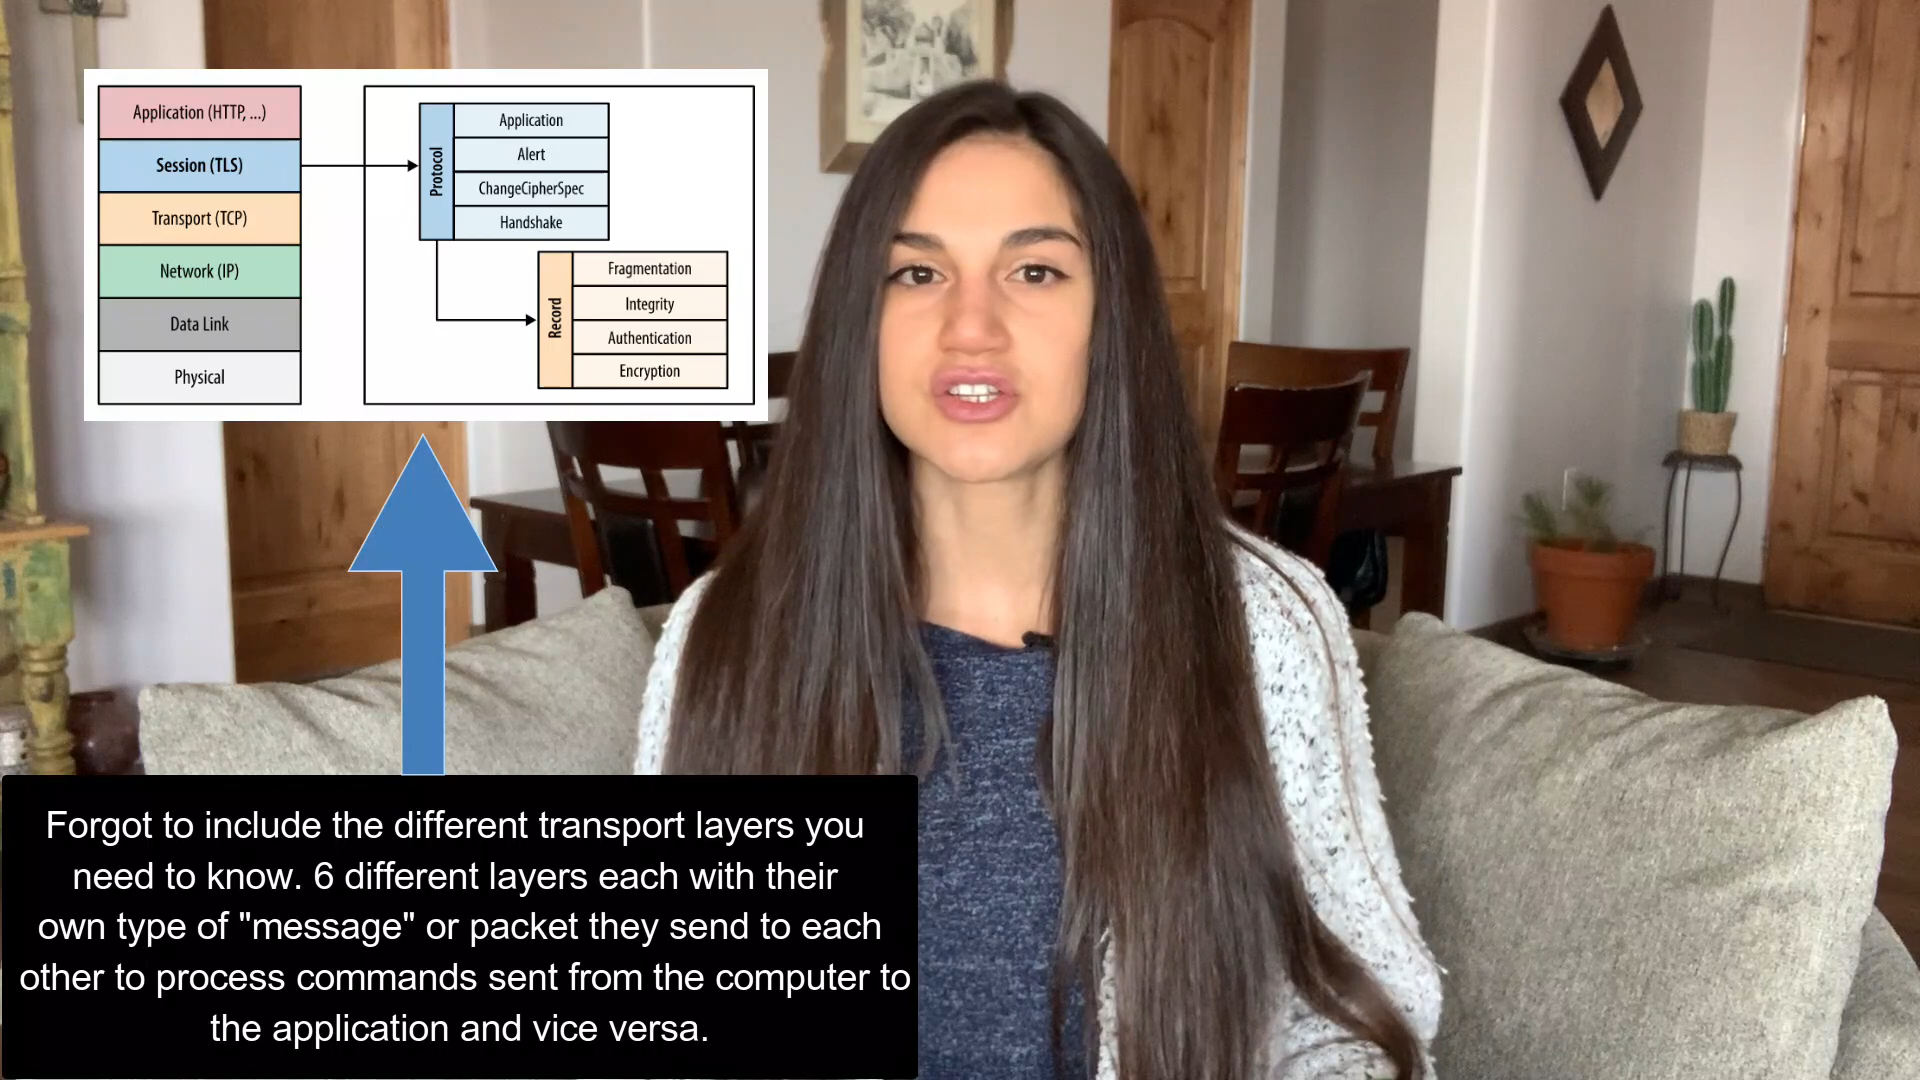 Application (HTTP, ...)
Session (TLS)
Transport (TCP)
Network (IP)
Data Link
Physical
Protocol
Application
Alert
ChangeCipherSpec
Handshake
Record
Fragmentation
Integrity
Authentication
Encryption
Forgot to include the different transport layers you
need to know. 6 different layers each with their
own type of "message" or packet they send to each
other to process commands sent from the computer to
the application and vice versa.